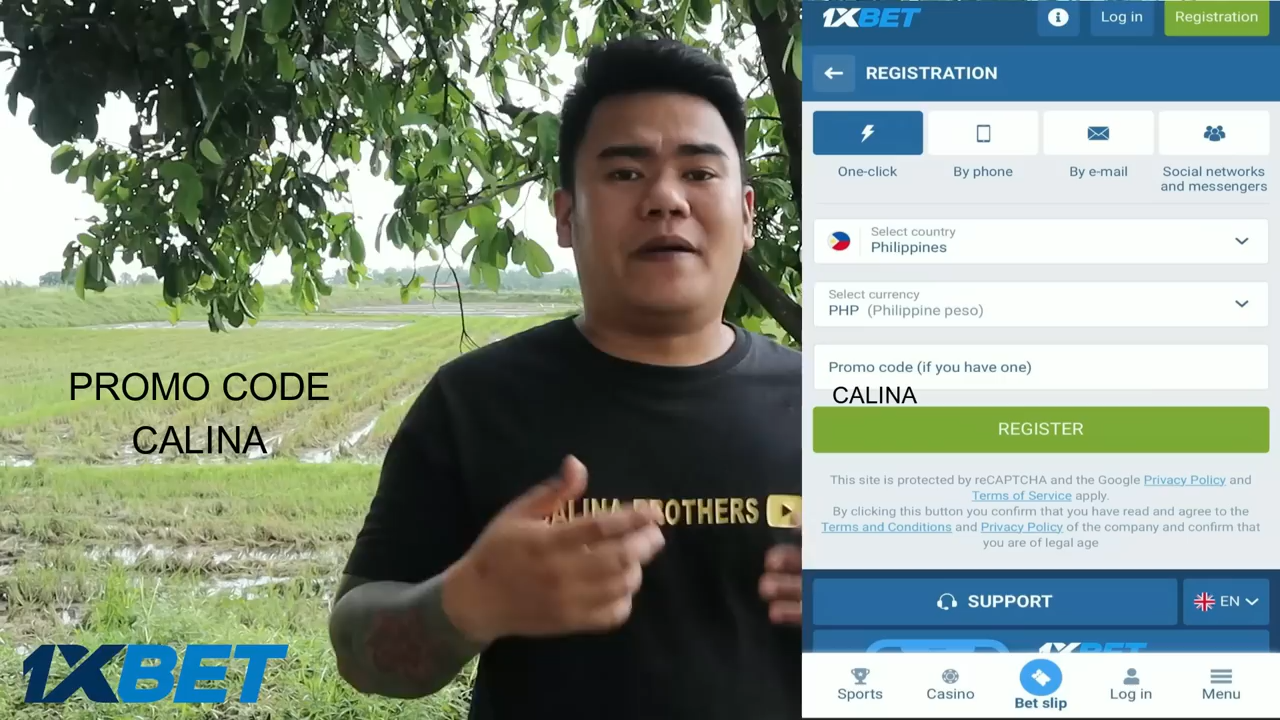 PROMO CODE
CALINA
CALINA BROTHERS
1XBET
1XBET
Log in
Registration
REGISTRATION
One-click
By phone
By e-mail
Social networks
and messengers
Select country
Philippines
Select currency
PHP (Philippine peso)
Promo code (if you have one)
CALINA
REGISTER
This site is protected by reCAPTCHA and the Google Privacy Policy and
Terms of Service apply.
By clicking this button you confirm that you have read and agree to the
Terms and Conditions and Privacy Policy of the company and confirm that
you are of legal age
SUPPORT
EN
1XBET
Sports
Casino
Bet slip
Log in
Menu